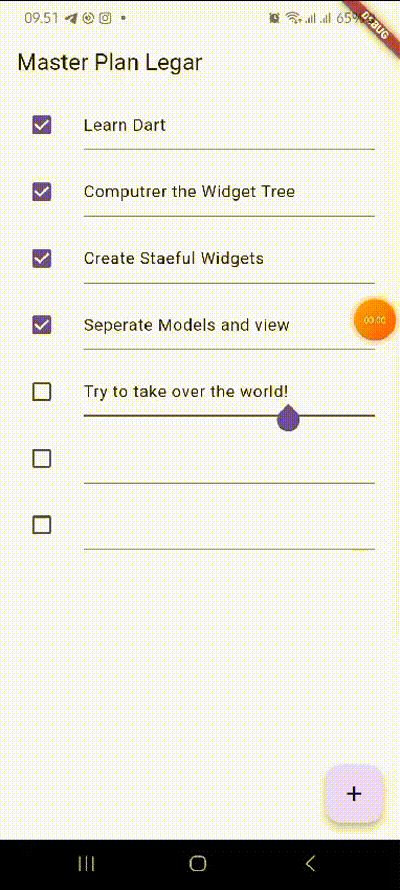 09.51
65%
DEBUG
Master Plan Legar
Learn Dart
Computrer the Widget Tree
Create Staeful Widgets
Seperate Models and view
00:00
Try to take over the world!
+